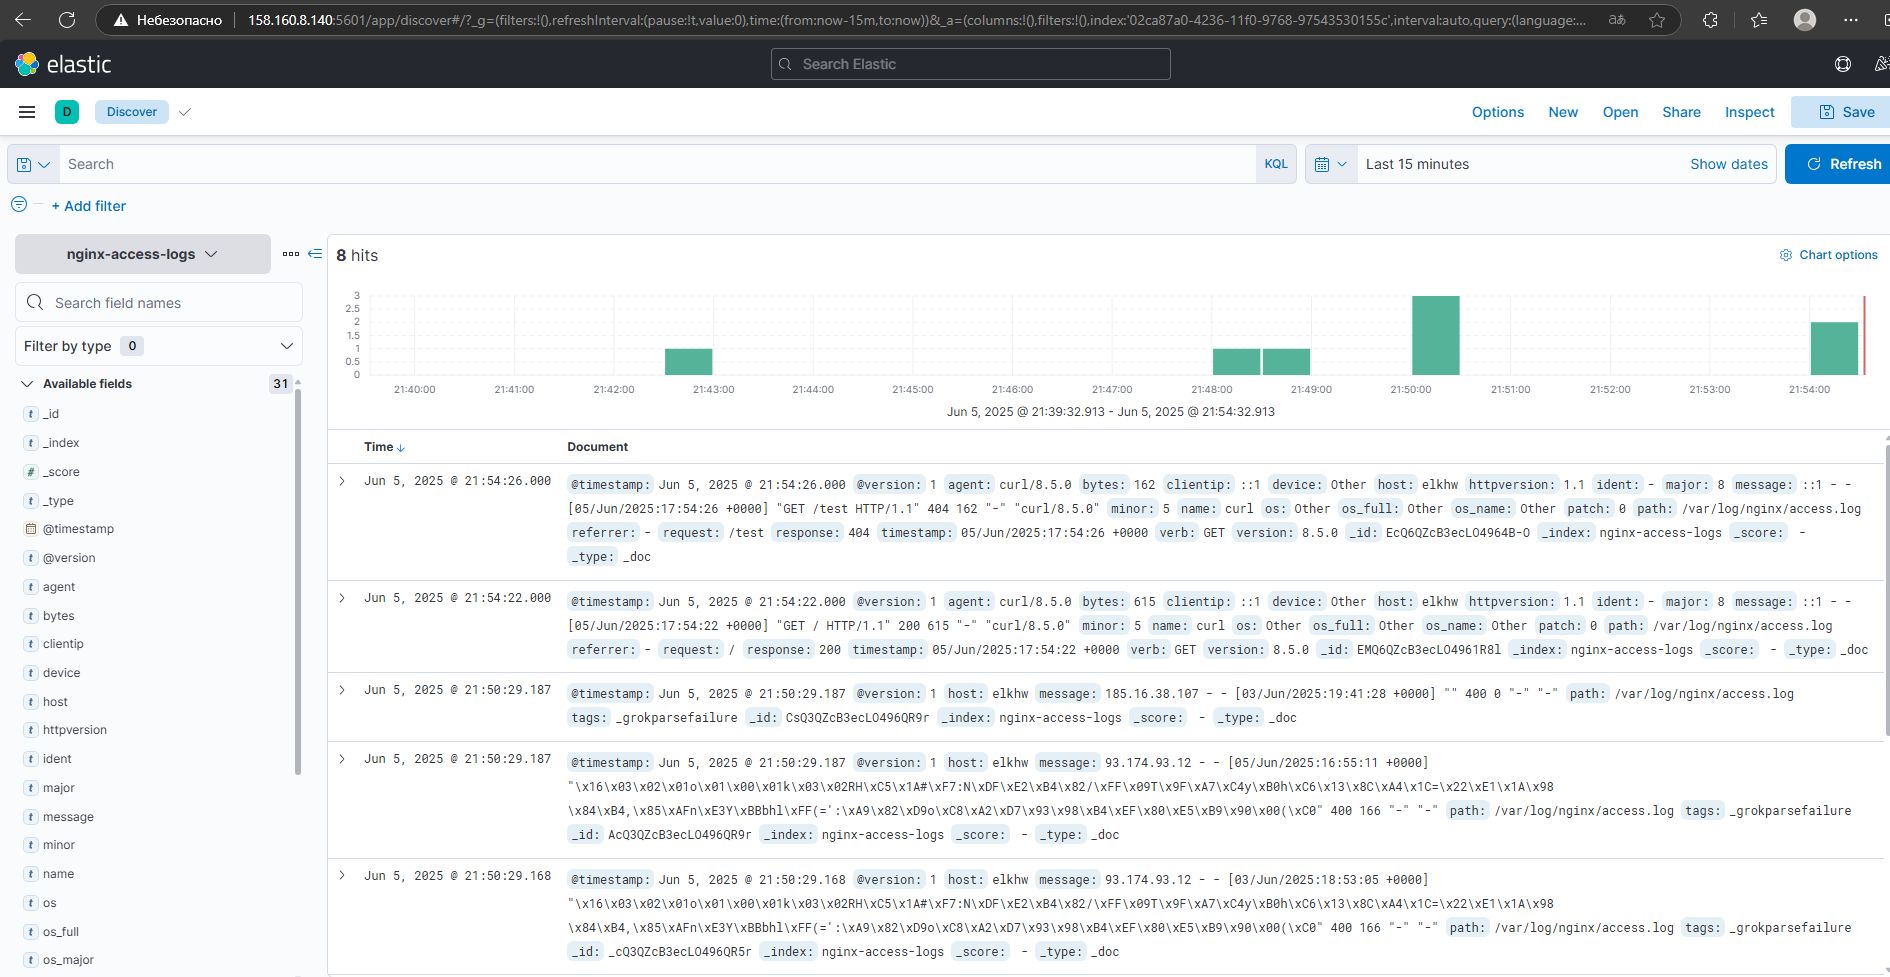 Небезопасно 158.160.8.140:5601/app/discover#/?_g=(filters:!(),refreshInterval:(pause:!t,value:0),time:(from:now-15m,to:now))&_a=(columns:!(),filters:!(),index:'02ca87a0-4236-11f0-9768-97543530155c',interval:auto,query:(language:...
elastic
Search Elastic
D Discover
Options New Open Share Inspect Save
Search KQL
Last 15 minutes Show dates Refresh
+ Add filter
nginx-access-logs
Search field names
Filter by type 0
Available fields 31
t _id
t _index
# _score
t _type
@timestamp
t @version
t agent
t bytes
t clientip
t device
t host
t httpversion
t ident
t major
t message
t minor
t name
t os
t os_full
t os_major
8 hits
Chart options
3
2.5
2
1.5
1
0.5
0
21:40:00 21:41:00 21:42:00 21:43:00 21:44:00 21:45:00 21:46:00 21:47:00 21:48:00 21:49:00 21:50:00 21:51:00 21:52:00 21:53:00 21:54:00
Jun 5, 2025 @ 21:39:32.913 - Jun 5, 2025 @ 21:54:32.913
Time Document
Jun 5, 2025 @ 21:54:26.000 @timestamp: Jun 5, 2025 @ 21:54:26.000 @version: 1 agent: curl/8.5.0 bytes: 162 clientip: ::1 device: Other host: elkhw httpversion: 1.1 ident: - major: 8 message: ::1 - -
[05/Jun/2025:17:54:26 +0000] "GET /test HTTP/1.1" 404 162 "-" "curl/8.5.0" minor: 5 name: curl os: Other os_full: Other os_name: Other patch: 0 path: /var/log/nginx/access.log
referrer: - request: /test response: 404 timestamp: 05/Jun/2025:17:54:26 +0000 verb: GET version: 8.5.0 _id: EcQ6QZcB3ecLO4964B-O _index: nginx-access-logs _score: -
_type: _doc
Jun 5, 2025 @ 21:54:22.000 @timestamp: Jun 5, 2025 @ 21:54:22.000 @version: 1 agent: curl/8.5.0 bytes: 615 clientip: ::1 device: Other host: elkhw httpversion: 1.1 ident: - major: 8 message: ::1 - -
[05/Jun/2025:17:54:22 +0000] "GET / HTTP/1.1" 200 615 "-" "curl/8.5.0" minor: 5 name: curl os: Other os_full: Other os_name: Other patch: 0 path: /var/log/nginx/access.log
referrer: - request: / response: 200 timestamp: 05/Jun/2025:17:54:22 +0000 verb: GET version: 8.5.0 _id: EMQ6QZcB3ecLO4961R8l _index: nginx-access-logs _score: - _type: _doc
Jun 5, 2025 @ 21:50:29.187 @timestamp: Jun 5, 2025 @ 21:50:29.187 @version: 1 host: elkhw message: 185.16.38.107 - - [03/Jun/2025:19:41:28 +0000] "" 400 0 "-" "-" path: /var/log/nginx/access.log
tags: _grokparsefailure _id: CsQ3QZcB3ecLO496QR9r _index: nginx-access-logs _score: - _type: _doc
Jun 5, 2025 @ 21:50:29.187 @timestamp: Jun 5, 2025 @ 21:50:29.187 @version: 1 host: elkhw message: 93.174.93.12 - - [05/Jun/2025:16:55:11 +0000]
"\x16\x03\x02\x01o\x01\x00\x01k\x03\x02RH\xC5\x1A#\xF7:N\xDF\xE2\xB4\x82/\xFF\x09T\x9F\xA7\xC4y\xB0h\xC6\x13\x8C\xA4\x1C=\x22\xE1\x1A\x98
\x84\xB4,\x85\xAFn\xE3Y\xBBbhl\xFF(=':\xA9\x82\xD9o\xC8\xA2\xD7\x93\x98\xB4\xEF\x80\xE5\xB9\x90\x00(\xC0" 400 166 "-" "-" path: /var/log/nginx/access.log tags: _grokparsefailure
_id: AcQ3QZcB3ecLO496QR9r _index: nginx-access-logs _score: - _type: _doc
Jun 5, 2025 @ 21:50:29.168 @timestamp: Jun 5, 2025 @ 21:50:29.168 @version: 1 host: elkhw message: 93.174.93.12 - - [03/Jun/2025:18:53:05 +0000]
"\x16\x03\x02\x01o\x01\x00\x01k\x03\x02RH\xC5\x1A#\xF7:N\xDF\xE2\xB4\x82/\xFF\x09T\x9F\xA7\xC4y\xB0h\xC6\x13\x8C\xA4\x1C=\x22\xE1\x1A\x98
\x84\xB4,\x85\xAFn\xE3Y\xBBbhl\xFF(=':\xA9\x82\xD9o\xC8\xA2\xD7\x93\x98\xB4\xEF\x80\xE5\xB9\x90\x00(\xC0" 400 166 "-" "-" path: /var/log/nginx/access.log tags: _grokparsefailure
_id: _cQ3QZcB3ecLO496QR5r _index: nginx-access-logs _score: - _type: _doc